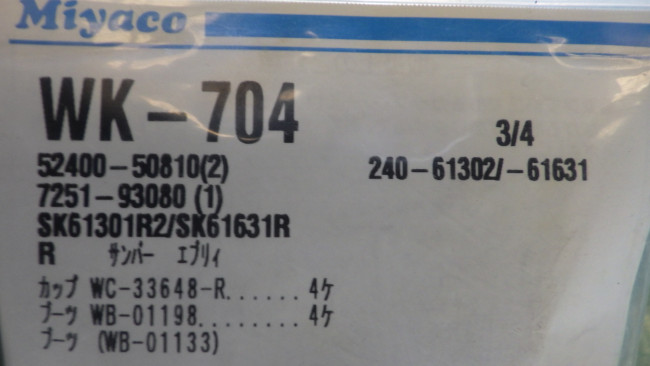 Miyaco
WK-704
3/4
52400-50810(2) 240-61302/-61631
7251-93080 (1)
SK61301R2/SK61631R
R ｻﾝﾊﾞｰ ｴﾌﾞﾘｨ
ｶｯﾌﾟ WC-33648-R....... 4ｹ
ﾌﾞｰﾂ WB-01198......... 4ｹ
ﾌﾞｰﾂ (WB-01133)